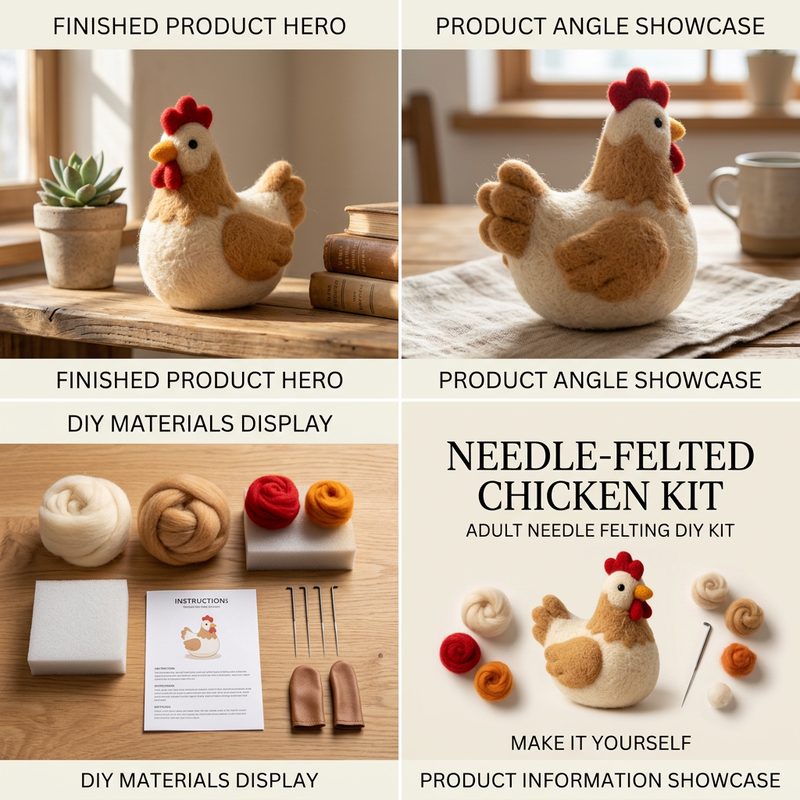 FINISHED PRODUCT HERO
PRODUCT ANGLE SHOWCASE
FINISHED PRODUCT HERO
PRODUCT ANGLE SHOWCASE
DIY MATERIALS DISPLAY
INSTRUCTIONS
DIY MATERIALS DISPLAY
NEEDLE-FELTED
CHICKEN KIT
ADULT NEEDLE FELTING DIY KIT
MAKE IT YOURSELF
PRODUCT INFORMATION SHOWCASE